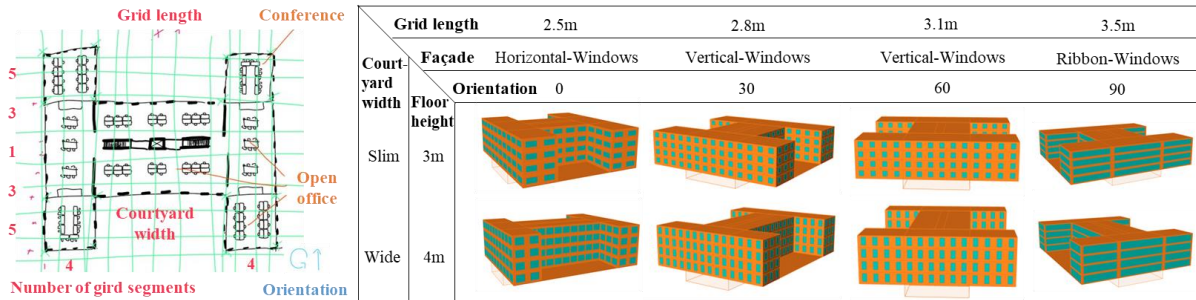 Grid length
Conference
5
3
1
3
5
Open
office
Courtyard
width
4
4
G↑
Number of gird segments
Orientation
Grid length
2.5m
2.8m
3.1m
3.5m
Façade
Horizontal-Windows
Vertical-Windows
Vertical-Windows
Ribbon-Windows
Court-
yard
width
Floor
height
Orientation
0
30
60
90
Slim
3m
Wide
4m